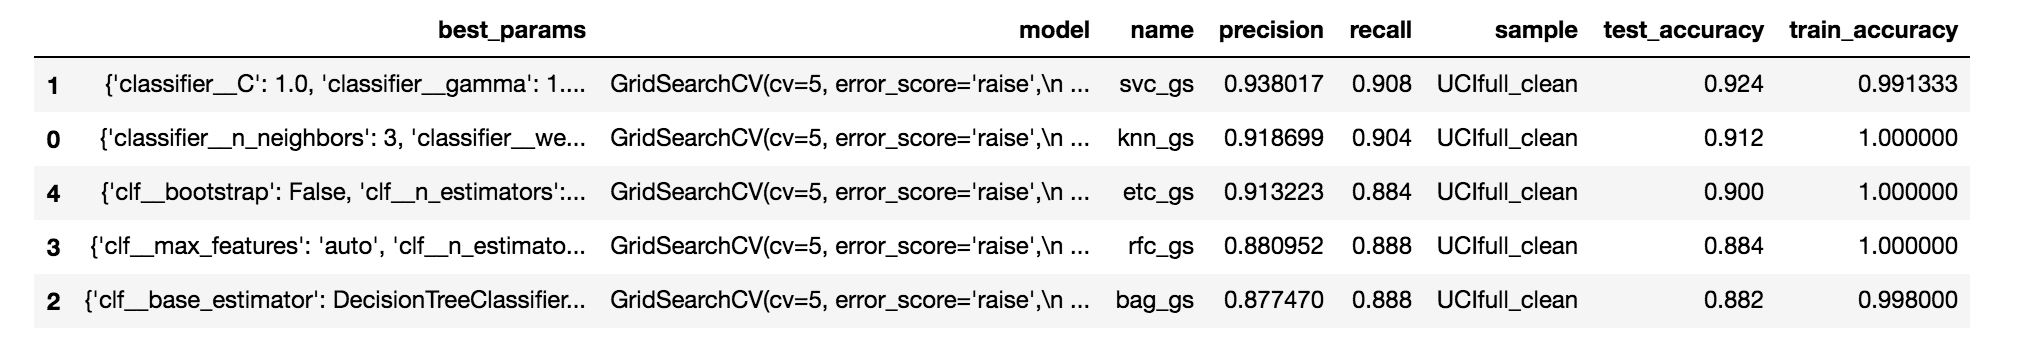 best_params model name precision recall sample test_accuracy train_accuracy
1 {'classifier__C': 1.0, 'classifier__gamma': 1.... GridSearchCV(cv=5, error_score='raise',\n ... svc_gs 0.938017 0.908 UCIfull_clean 0.924 0.991333
0 {'classifier__n_neighbors': 3, 'classifier__we... GridSearchCV(cv=5, error_score='raise',\n ... knn_gs 0.918699 0.904 UCIfull_clean 0.912 1.000000
4 {'clf__bootstrap': False, 'clf__n_estimators':... GridSearchCV(cv=5, error_score='raise',\n ... etc_gs 0.913223 0.884 UCIfull_clean 0.900 1.000000
3 {'clf__max_features': 'auto', 'clf__n_estimato... GridSearchCV(cv=5, error_score='raise',\n ... rfc_gs 0.880952 0.888 UCIfull_clean 0.884 1.000000
2 {'clf__base_estimator': DecisionTreeClassifier... GridSearchCV(cv=5, error_score='raise',\n ... bag_gs 0.877470 0.888 UCIfull_clean 0.882 0.998000